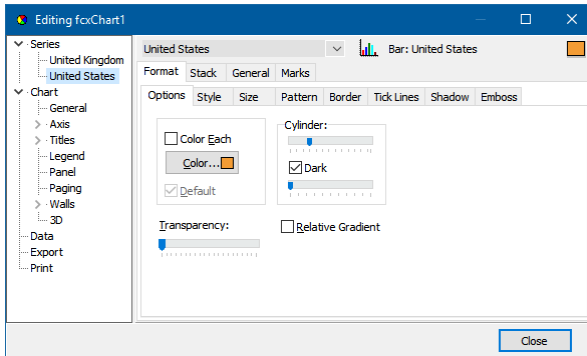 Editing fcxChart1
Series
United Kingdom
United States
Chart
General
Axis
Titles
Legend
Panel
Paging
Walls
3D
Data
Export
Print
United States
Bar: United States
Format Stack General Marks
Options Style Size Pattern Border Tick Lines Shadow Emboss
Color Each
Color...
Default
Cylinder:
Dark
Transparency:
Relative Gradient
Close